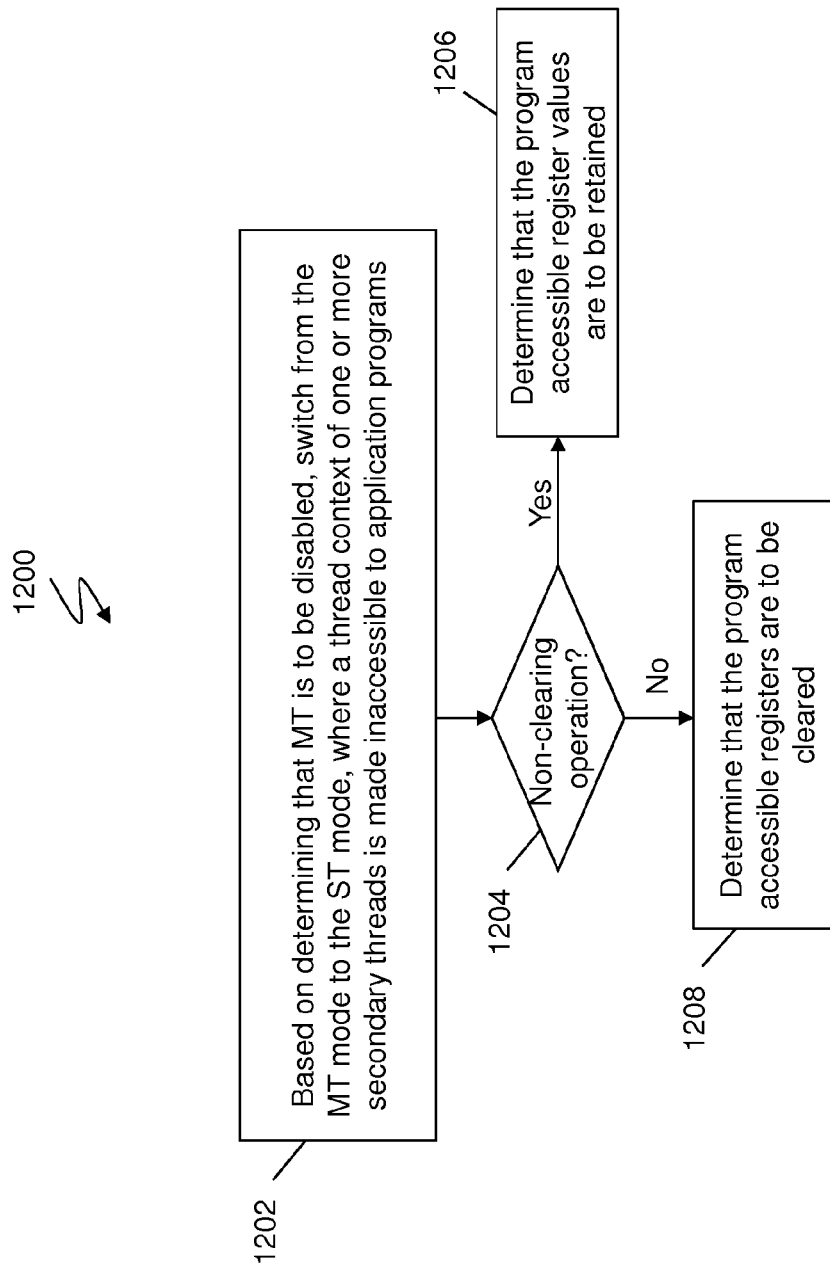 1200
1202
Based on determining that MT is to be disabled, switch from the
MT mode to the ST mode, where a thread context of one or more
secondary threads is made inaccessible to application programs
1204
Non-clearing
operation?
Yes
1206
Determine that the program
accessible register values
are to be retained
No
1208
Determine that the program
accessible registers are to be
cleared